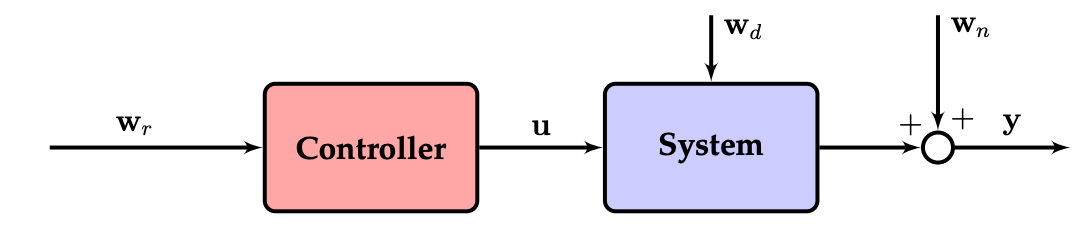 w_d
w_n
w_r
Controller
u
System
+
+
y